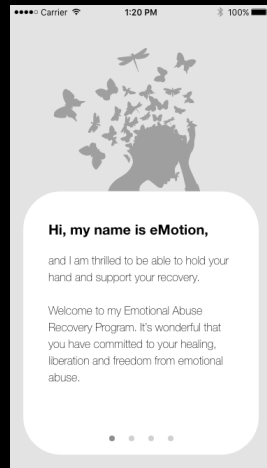 Carrier 1:20 PM 100%
Hi, my name is eMotion,
and I am thrilled to be able to hold your
hand and support your recovery.
Welcome to my Emotional Abuse
Recovery Program. It's wonderful that
you have committed to your healing,
liberation and freedom from emotional
abuse.